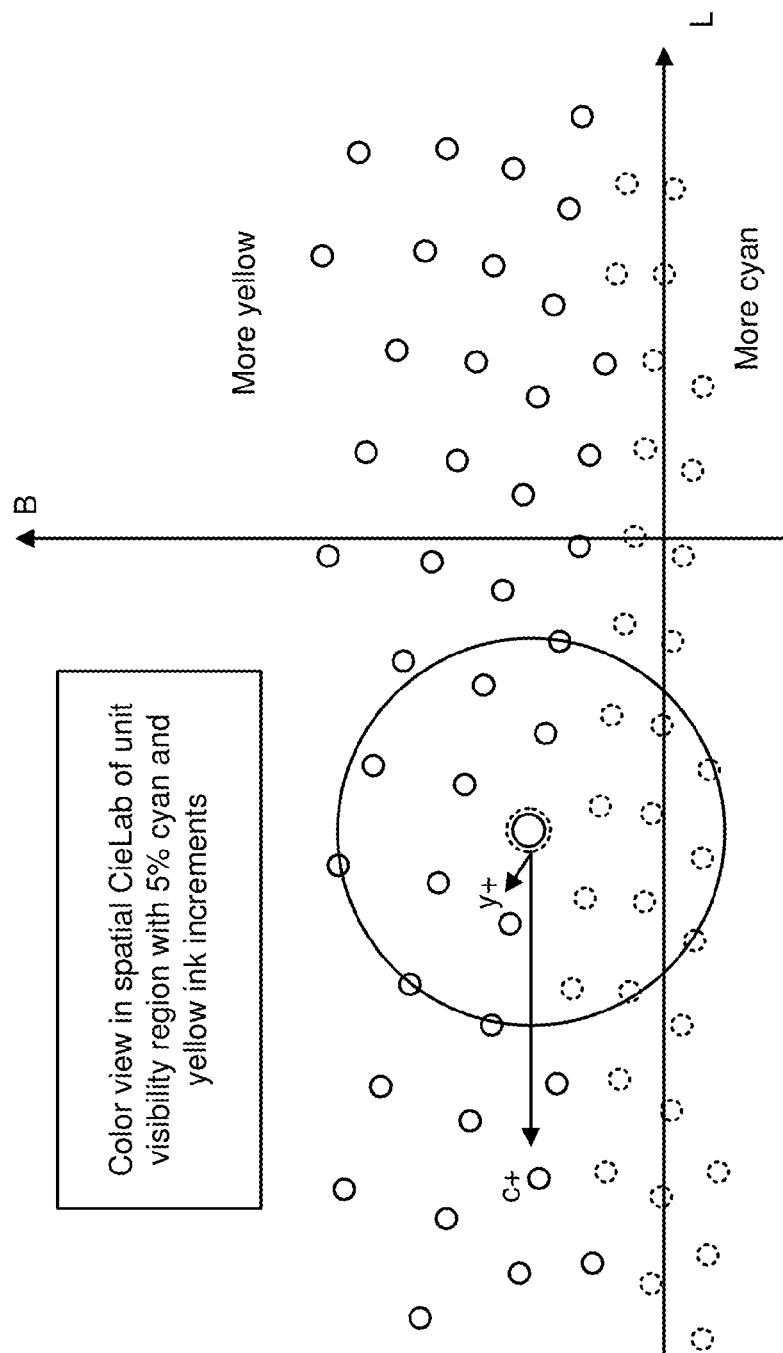 Color view in spatial CieLab of unit
visibility region with 5% cyan and
yellow ink increments
B
More yellow
L
More cyan
y+
c+